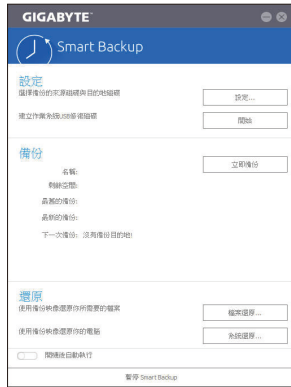 GIGABYTE™
Smart Backup
設定
選擇備份的來源磁碟與目的地磁碟
設定...
建立作業系統USB修復磁碟
開始
備份
立即備份
名稱:
剩餘空間:
最舊的備份:
最新的備份:
下一次備份: 沒有備份目的地!
還原
使用備份映像還原你所需要的檔案
檔案還原...
使用備份映像還原你的電腦
系統還原...
開機後自動執行
暫停 Smart Backup